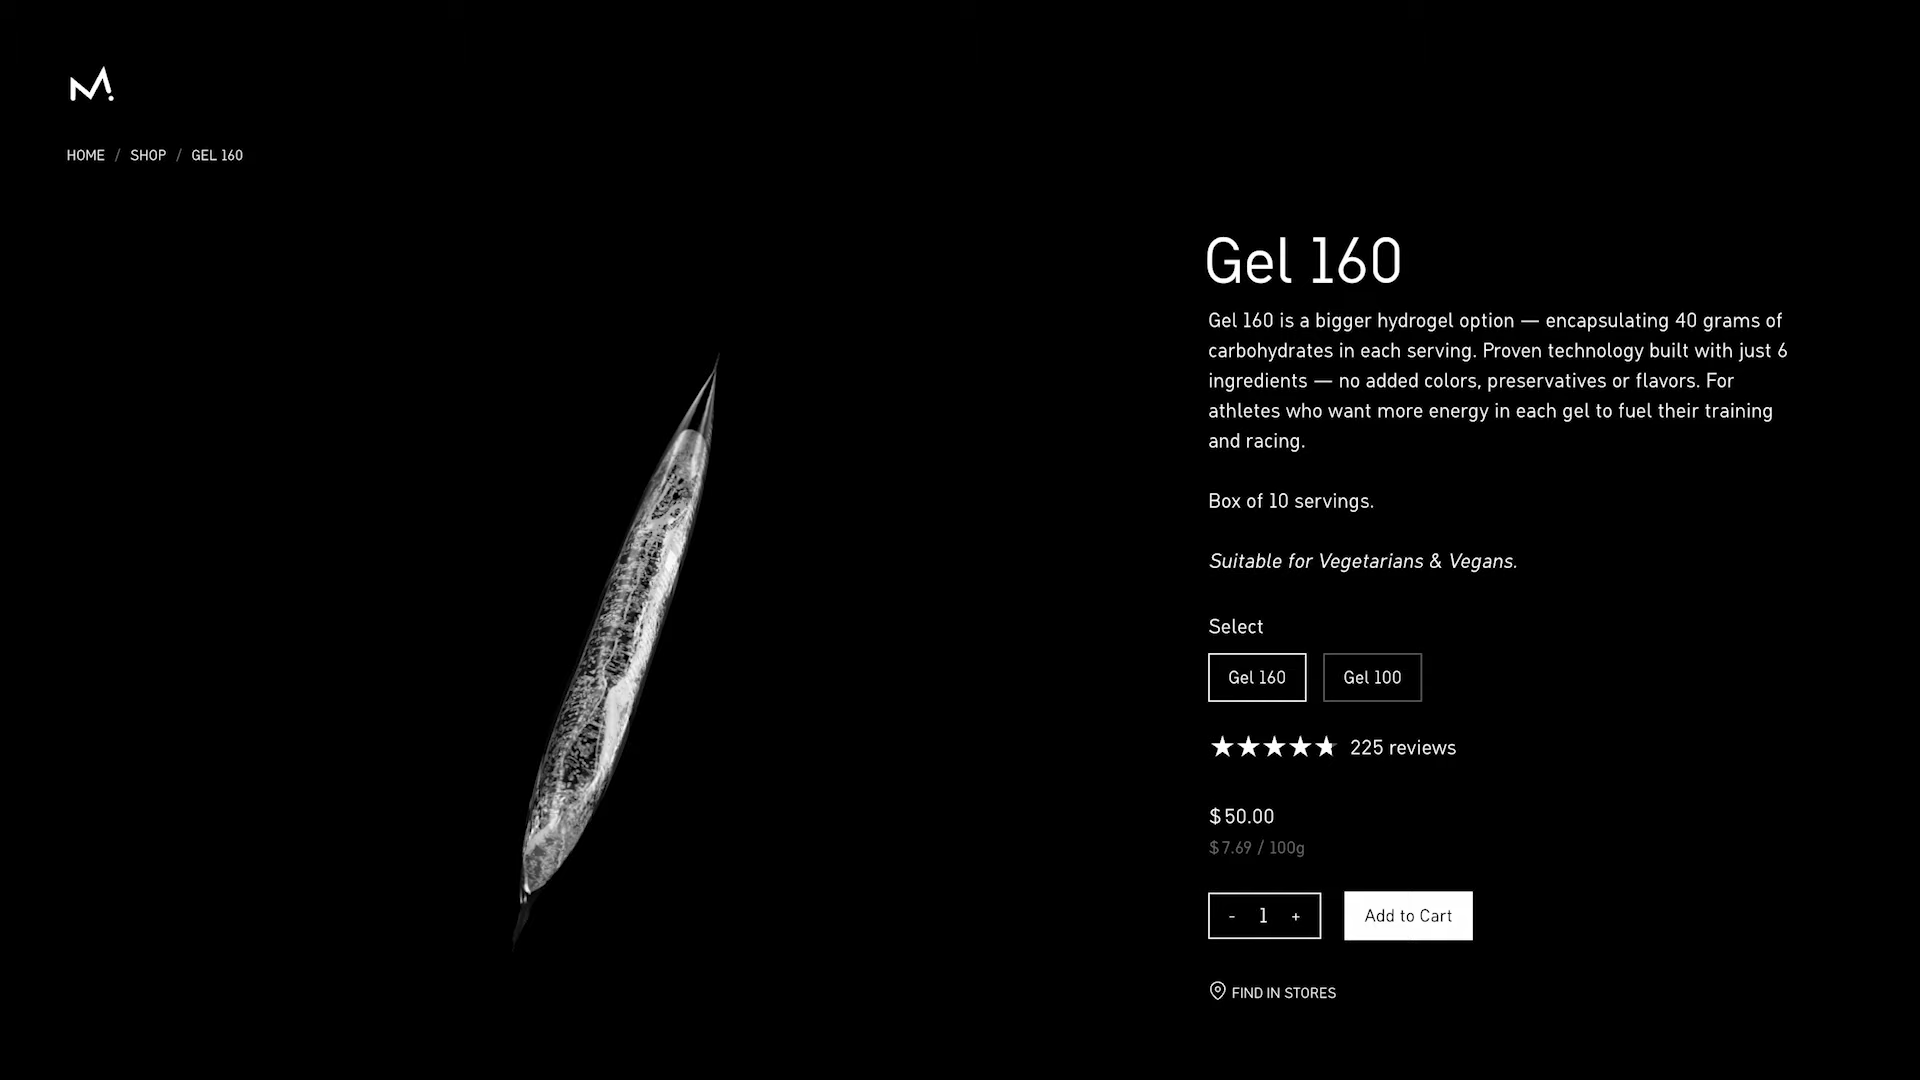 M.
HOME / SHOP / GEL 160
Gel 160
Gel 160 is a bigger hydrogel option — encapsulating 40 grams of
carbohydrates in each serving. Proven technology built with just 6
ingredients — no added colors, preservatives or flavors. For
athletes who want more energy in each gel to fuel their training
and racing.
Box of 10 servings.
Suitable for Vegetarians & Vegans.
Select
Gel 160 Gel 100
225 reviews
$50.00
$7.69 / 100g
- 1 + Add to Cart
FIND IN STORES